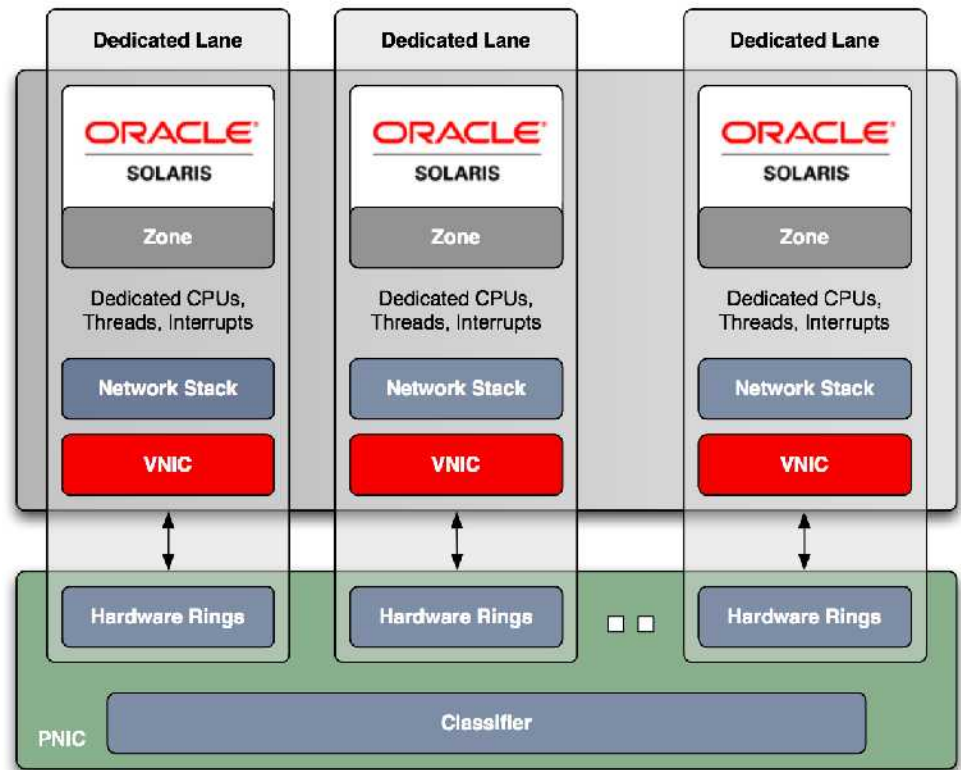 Dedicated Lane
Dedicated Lane
Dedicated Lane
ORACLE®
SOLARIS
Zone
ORACLE®
SOLARIS
Zone
ORACLE®
SOLARIS
Zone
Dedicated CPUs,
Threads, Interrupts
Dedicated CPUs,
Threads, Interrupts
Dedicated CPUs,
Threads, Interrupts
Network Stack
Network Stack
Network Stack
VNIC
VNIC
VNIC
Hardware Rings
Hardware Rings
Hardware Rings
Classifier
PNIC